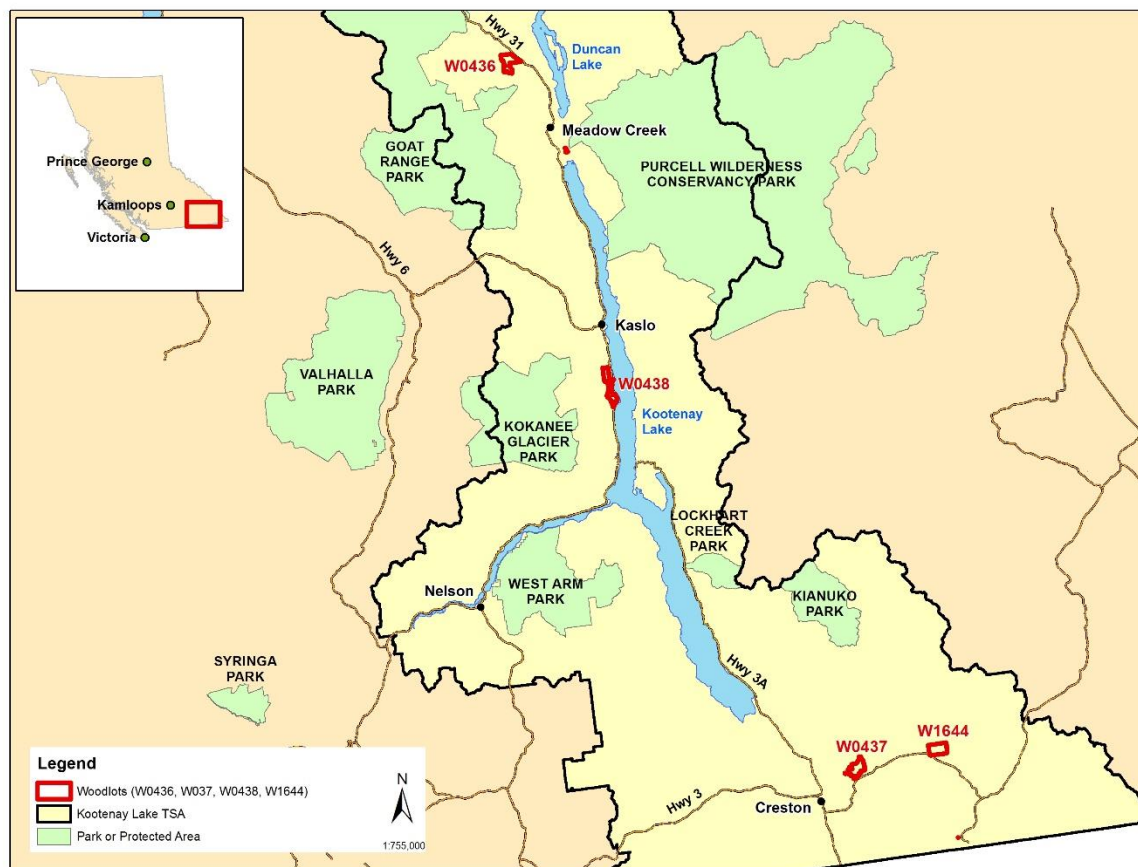 Prince George
Kamloops
Victoria
Hwy 31
W0436
Duncan
Lake
Meadow Creek
GOAT
RANGE
PARK
PURCELL WILDERNESS
CONSERVANCY PARK
Hwy 6
Kaslo
VALHALLA
PARK
W0438
KOKANEE
GLACIER
PARK
Kootenay
Lake
LOCKHART
CREEK
PARK
Nelson
WEST ARM
PARK
KIANUKO
PARK
SYRINGA
PARK
Hwy 3A
W1644
W0437
Hwy 3
Creston
Legend
Woodlots (W0436, W037, W0438, W1644)
Kootenay Lake TSA
Park or Protected Area
N
1:755,000